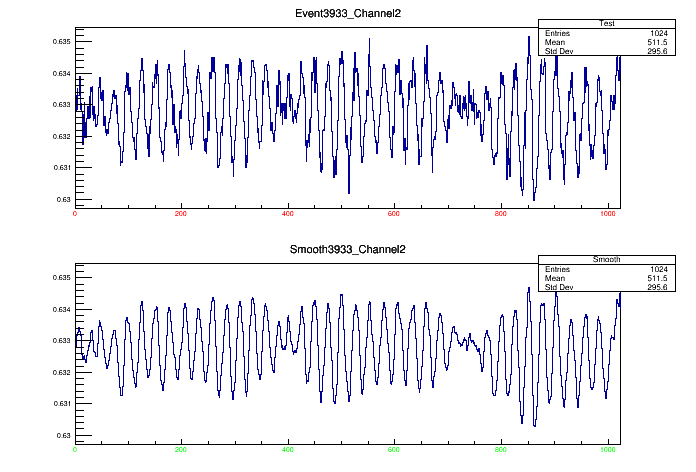 Event3933_Channel2
Test
Entries 1024
Mean 511.5
Std Dev 295.6
0.635
0.634
0.633
0.632
0.631
0.63
0 200 400 600 800 1000
Smooth3933_Channel2
Smooth
Entries 1024
Mean 511.5
Std Dev 295.6
0.635
0.634
0.633
0.632
0.631
0.63
0 200 400 600 800 1000